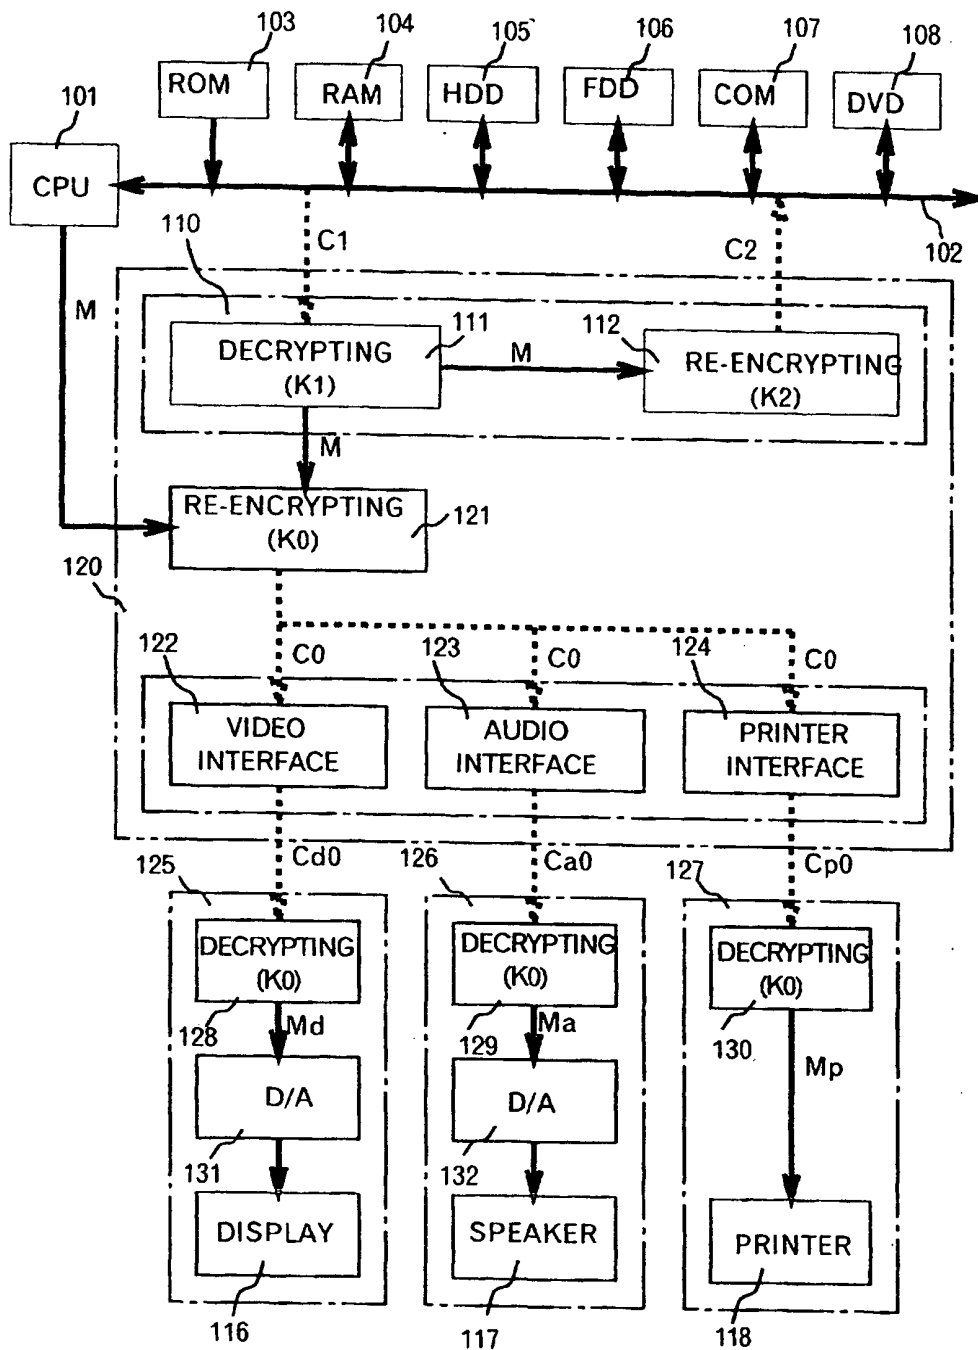 103
104
105
106
107
108
ROM
RAM
HDD
FDD
COM
DVD
101
CPU
102
110
C1
C2
M
111
112
DECRYPTING
(K1)
M
RE-ENCRYPTING
(K2)
M
RE-ENCRYPTING
(K0)
121
120
122
C0
123
C0
124
C0
VIDEO
INTERFACE
AUDIO
INTERFACE
PRINTER
INTERFACE
125
Cd0
126
Ca0
127
Cp0
DECRYPTING
(K0)
DECRYPTING
(K0)
DECRYPTING
(K0)
128
Md
129
Ma
130
Mp
D/A
D/A
131
132
DISPLAY
SPEAKER
PRINTER
116
117
118